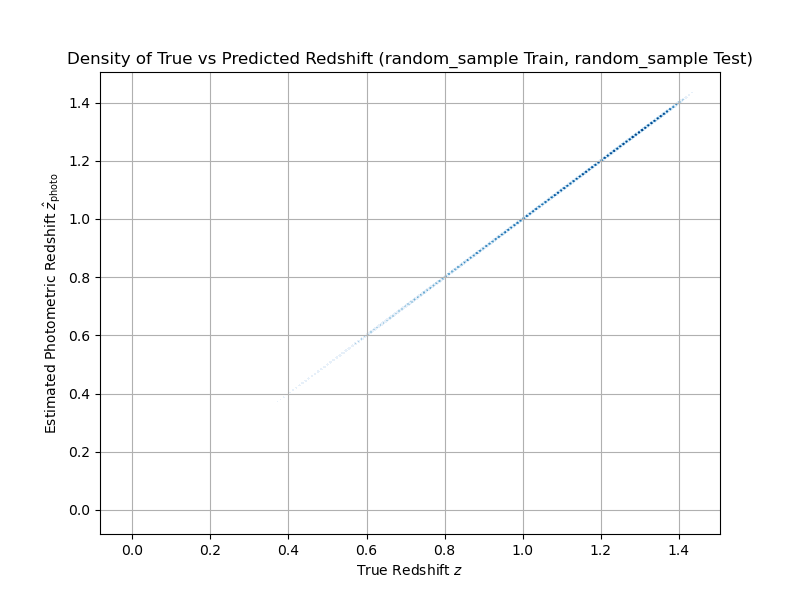 Density of True vs Predicted Redshift (random_sample Train, random_sample Test)
1.4
1.2
1.0
0.8
0.6
0.4
0.2
0.0
Estimated Photometric Redshift ẑphoto
0.0 0.2 0.4 0.6 0.8 1.0 1.2 1.4
True Redshift z